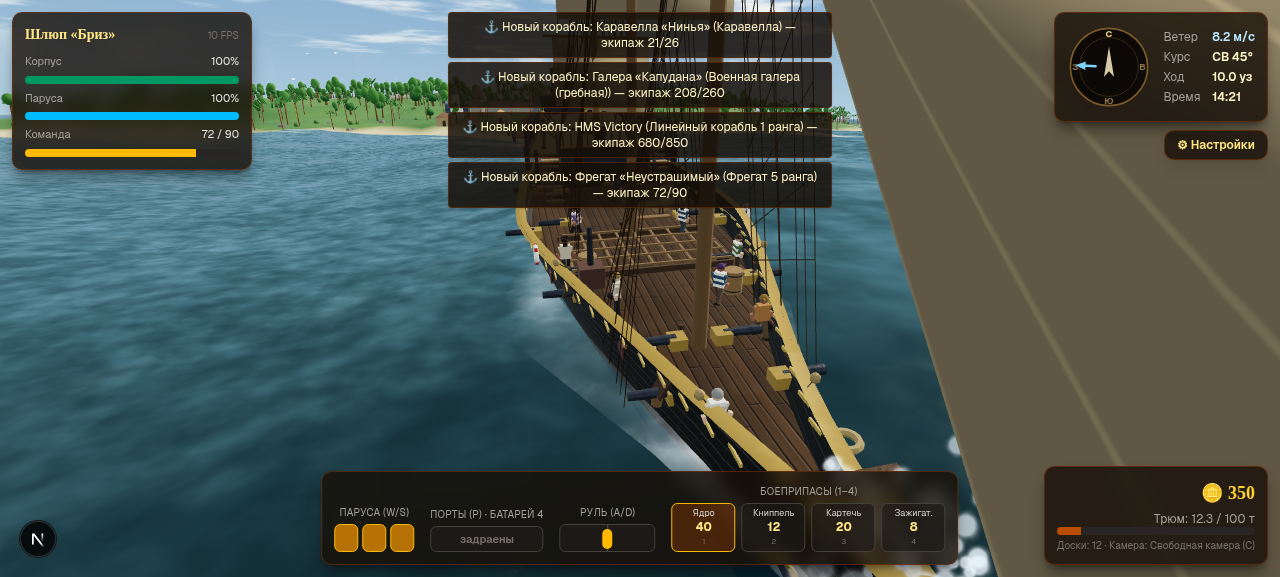 Шлюп «Бриз»
10 FPS
Корпус 100%
Паруса 100%
Команда 72 / 90
⚓ Новый корабль: Каравелла «Нинья» (Каравелла) —
экипаж 21/26
⚓ Новый корабль: Галера «Капудана» (Военная галера
(гребная)) — экипаж 208/260
⚓ Новый корабль: HMS Victory (Линейный корабль 1 ранга) —
экипаж 680/850
⚓ Новый корабль: Фрегат «Неустрашимый» (Фрегат 5 ранга)
— экипаж 72/90
С
З
В
Ю
Ветер 8.2 м/с
Курс СВ 45°
Ход 10.0 уз
Время 14:21
⚙ Настройки
ПАРУСА (W/S)
ПОРТЫ (P) · БАТАРЕЙ 4
задраены
РУЛЬ (A/D)
БОЕПРИПАСЫ (1–4)
Ядро
40
1
Книппель
12
2
Картечь
20
3
Зажигат.
8
4
🪙 350
Трюм: 12.3 / 100 т
Доски: 12 · Камера: Свободная камера (C)
N